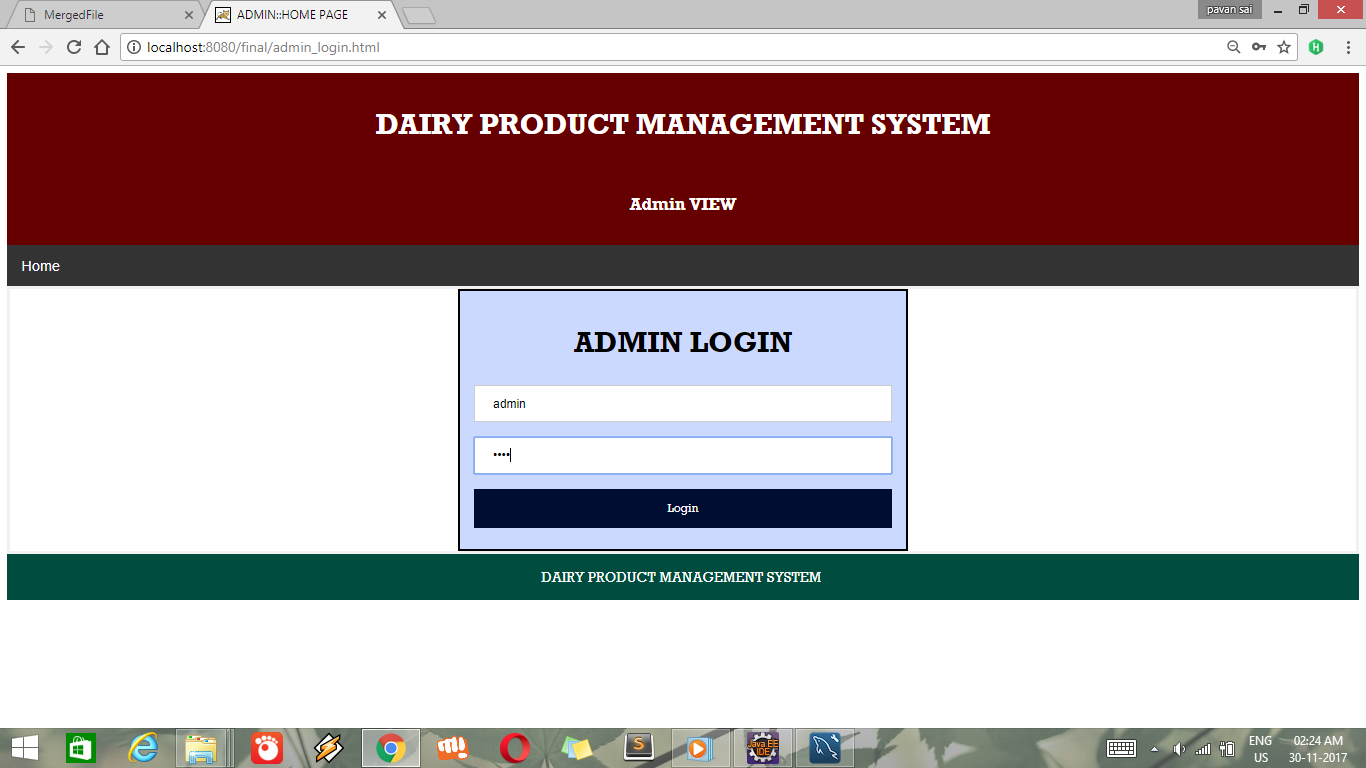 MergedFile
ADMIN::HOME PAGE
pavan sai
localhost:8080/final/admin_login.html
DAIRY PRODUCT MANAGEMENT SYSTEM
Admin VIEW
Home
ADMIN LOGIN
admin
••••
Login
DAIRY PRODUCT MANAGEMENT SYSTEM
S
Java EE
IDE
ENG
US
02:24 AM
30-11-2017